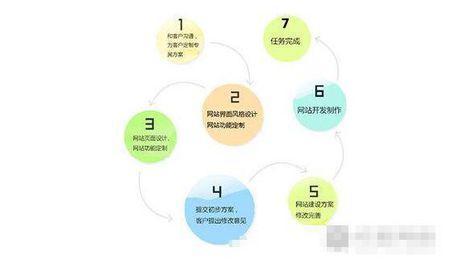 1
和客户沟通，
为客户定制专
属方案
2
网站界面风格设计
网站功能定制
3
网站页面设计、
网站功能定制
4
提交初步方案，
客户提出修改意见
5
网站建设方案
修改完善
6
网站开发制作
7
任务完成